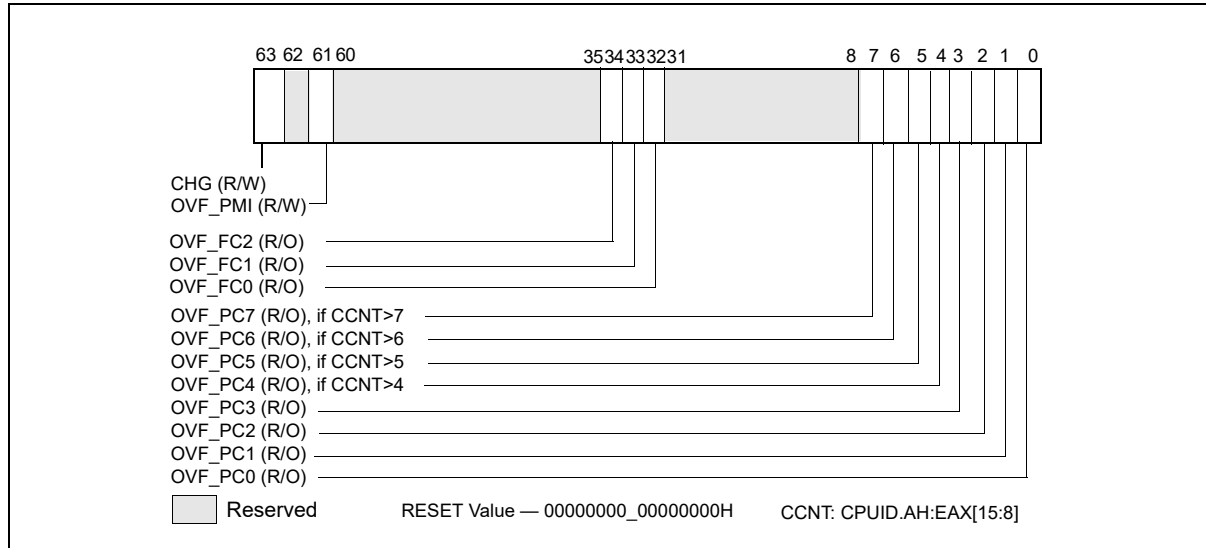 63 62 61 60 35 34 33 32 31 8 7 6 5 4 3 2 1 0
CHG (R/W)
OVF_PMI (R/W)
OVF_FC2 (R/O)
OVF_FC1 (R/O)
OVF_FC0 (R/O)
OVF_PC7 (R/O), if CCNT>7
OVF_PC6 (R/O), if CCNT>6
OVF_PC5 (R/O), if CCNT>5
OVF_PC4 (R/O), if CCNT>4
OVF_PC3 (R/O)
OVF_PC2 (R/O)
OVF_PC1 (R/O)
OVF_PC0 (R/O)
Reserved RESET Value — 00000000_00000000H CCNT: CPUID.AH:EAX[15:8]